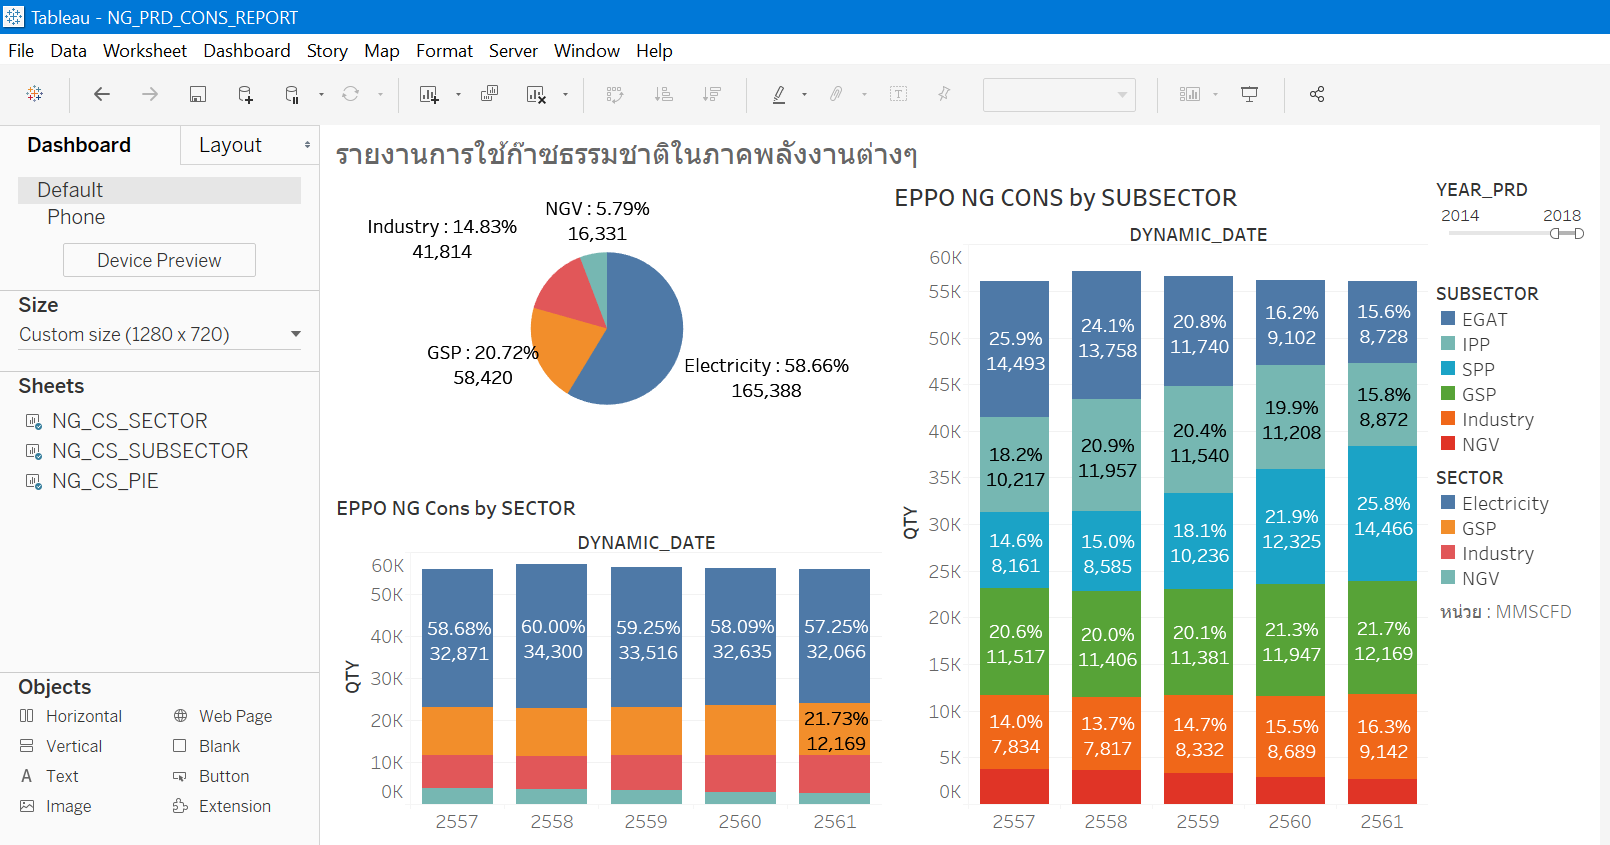 Tableau - NG_PRD_CONS_REPORT
File Data Worksheet Dashboard Story Map Format Server Window Help
Dashboard
Layout
Default
Phone
Device Preview
Size
Custom size (1280 x 720)
Sheets
NG_CS_SECTOR
NG_CS_SUBSECTOR
NG_CS_PIE
Objects
Horizontal
Web Page
Vertical
Blank
A Text
Button
Image
Extension
รายงานการใช้ก๊าซธรรมชาติในภาคพลังงานต่างๆ
NGV : 5.79%
16,331
Industry : 14.83%
41,814
GSP : 20.72%
58,420
Electricity : 58.66%
165,388
EPPO NG Cons by SECTOR
DYNAMIC_DATE
QTY
60K
50K
40K
30K
20K
10K
0K
58.68%
32,871
60.00%
34,300
59.25%
33,516
58.09%
32,635
57.25%
32,066
21.73%
12,169
2557 2558 2559 2560 2561
EPPO NG CONS by SUBSECTOR
DYNAMIC_DATE
QTY
60K
55K
50K
45K
40K
35K
30K
25K
20K
15K
10K
5K
0K
25.9%
14,493
18.2%
10,217
14.6%
8,161
20.6%
11,517
14.0%
7,834
24.1%
13,758
20.9%
11,957
15.0%
8,585
20.0%
11,406
13.7%
7,817
20.8%
11,740
20.4%
11,540
18.1%
10,236
20.1%
11,381
14.7%
8,332
16.2%
9,102
19.9%
11,208
21.9%
12,325
21.3%
11,947
15.5%
8,689
15.6%
8,728
15.8%
8,872
25.8%
14,466
21.7%
12,169
16.3%
9,142
2557 2558 2559 2560 2561
YEAR_PRD
2014 2018
SUBSECTOR
EGAT
IPP
SPP
GSP
Industry
NGV
SECTOR
Electricity
GSP
Industry
NGV
หน่วย : MMSCFD